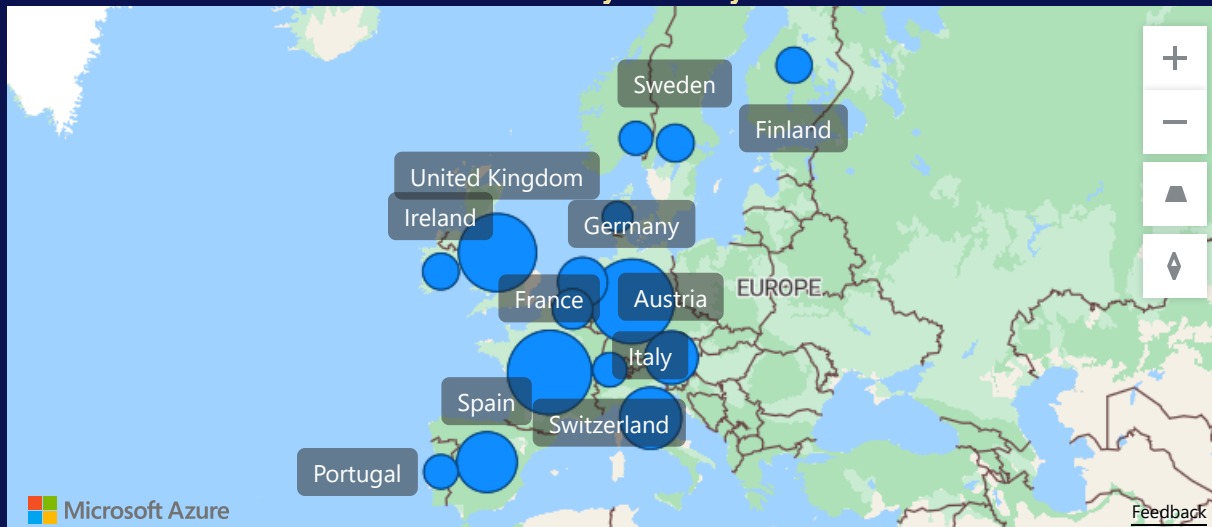 Sweden
Finland
United Kingdom
Ireland
Germany
France
Austria
EUROPE
Italy
Spain
Switzerland
Portugal
Microsoft Azure
Feedback